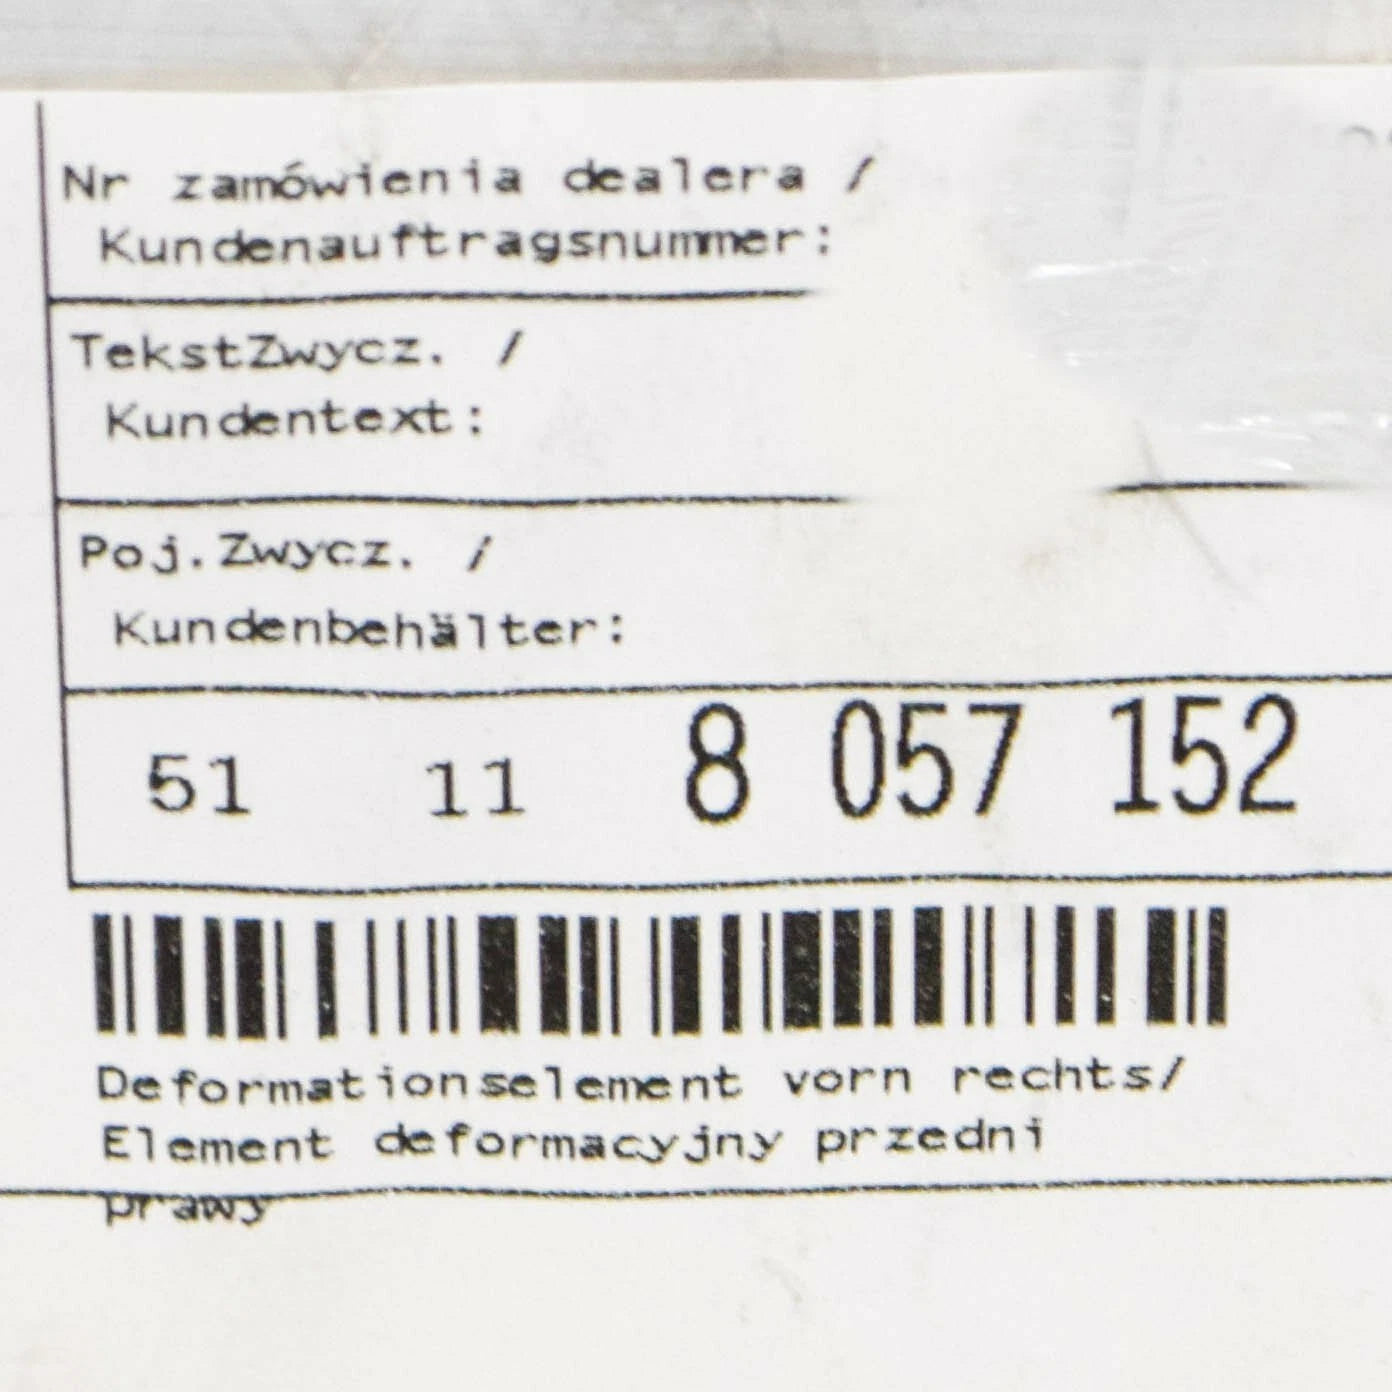 Nr zamówienia dealera /
Kundenauftragsnummer:
TekstZwycz. /
Kundentext:
Poj.Zwycz. /
Kundenbehälter:
51 11 8 057 152
Deformationselement vorn rechts/
Element deformacyjny przedni
prawy